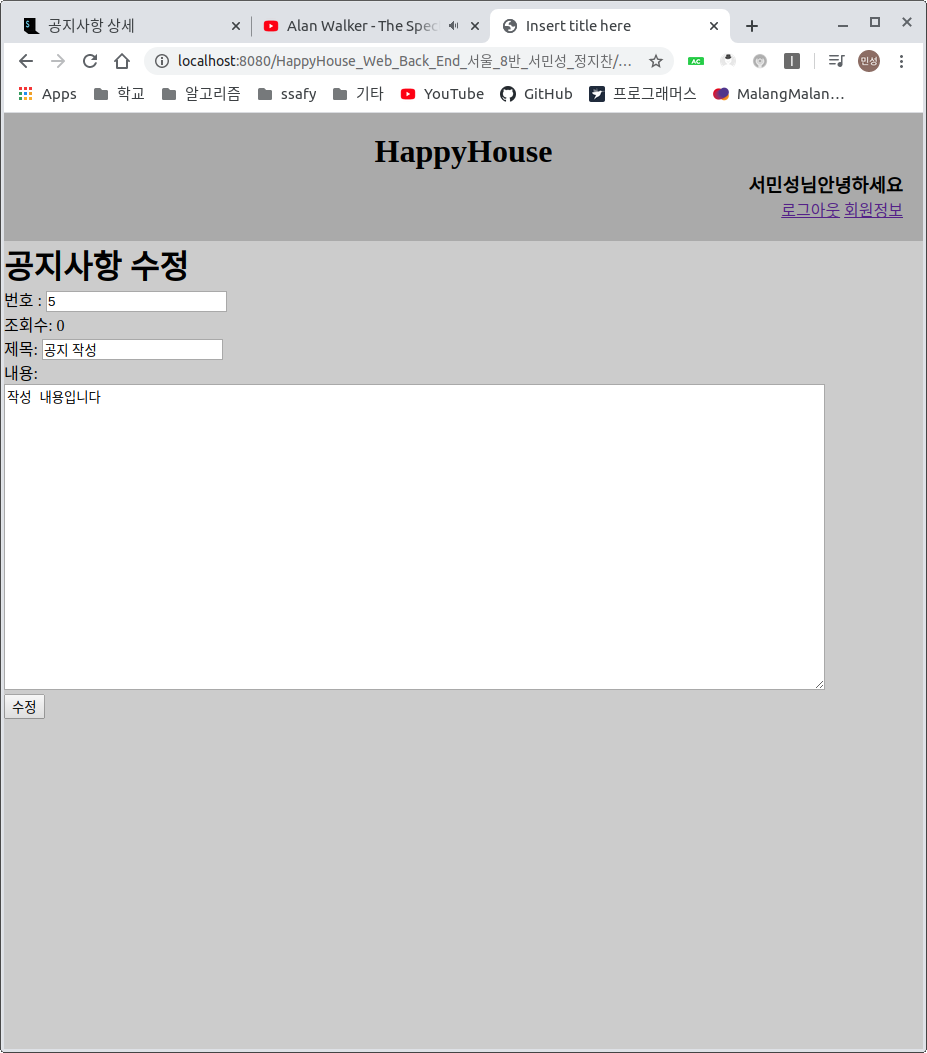 공지사항 상세
Alan Walker - The Spec
Insert title here
localhost:8080/HappyHouse_Web_Back_End_서울_8반_서민성_정지찬/...
AC
민성
Apps 학교 알고리즘 ssafy 기타 YouTube GitHub 프로그래머스 MalangMalan...
HappyHouse
서민성님안녕하세요
로그아웃 회원정보
공지사항 수정
번호 : 5
조회수: 0
제목: 공지 작성
내용:
작성 내용입니다
수정